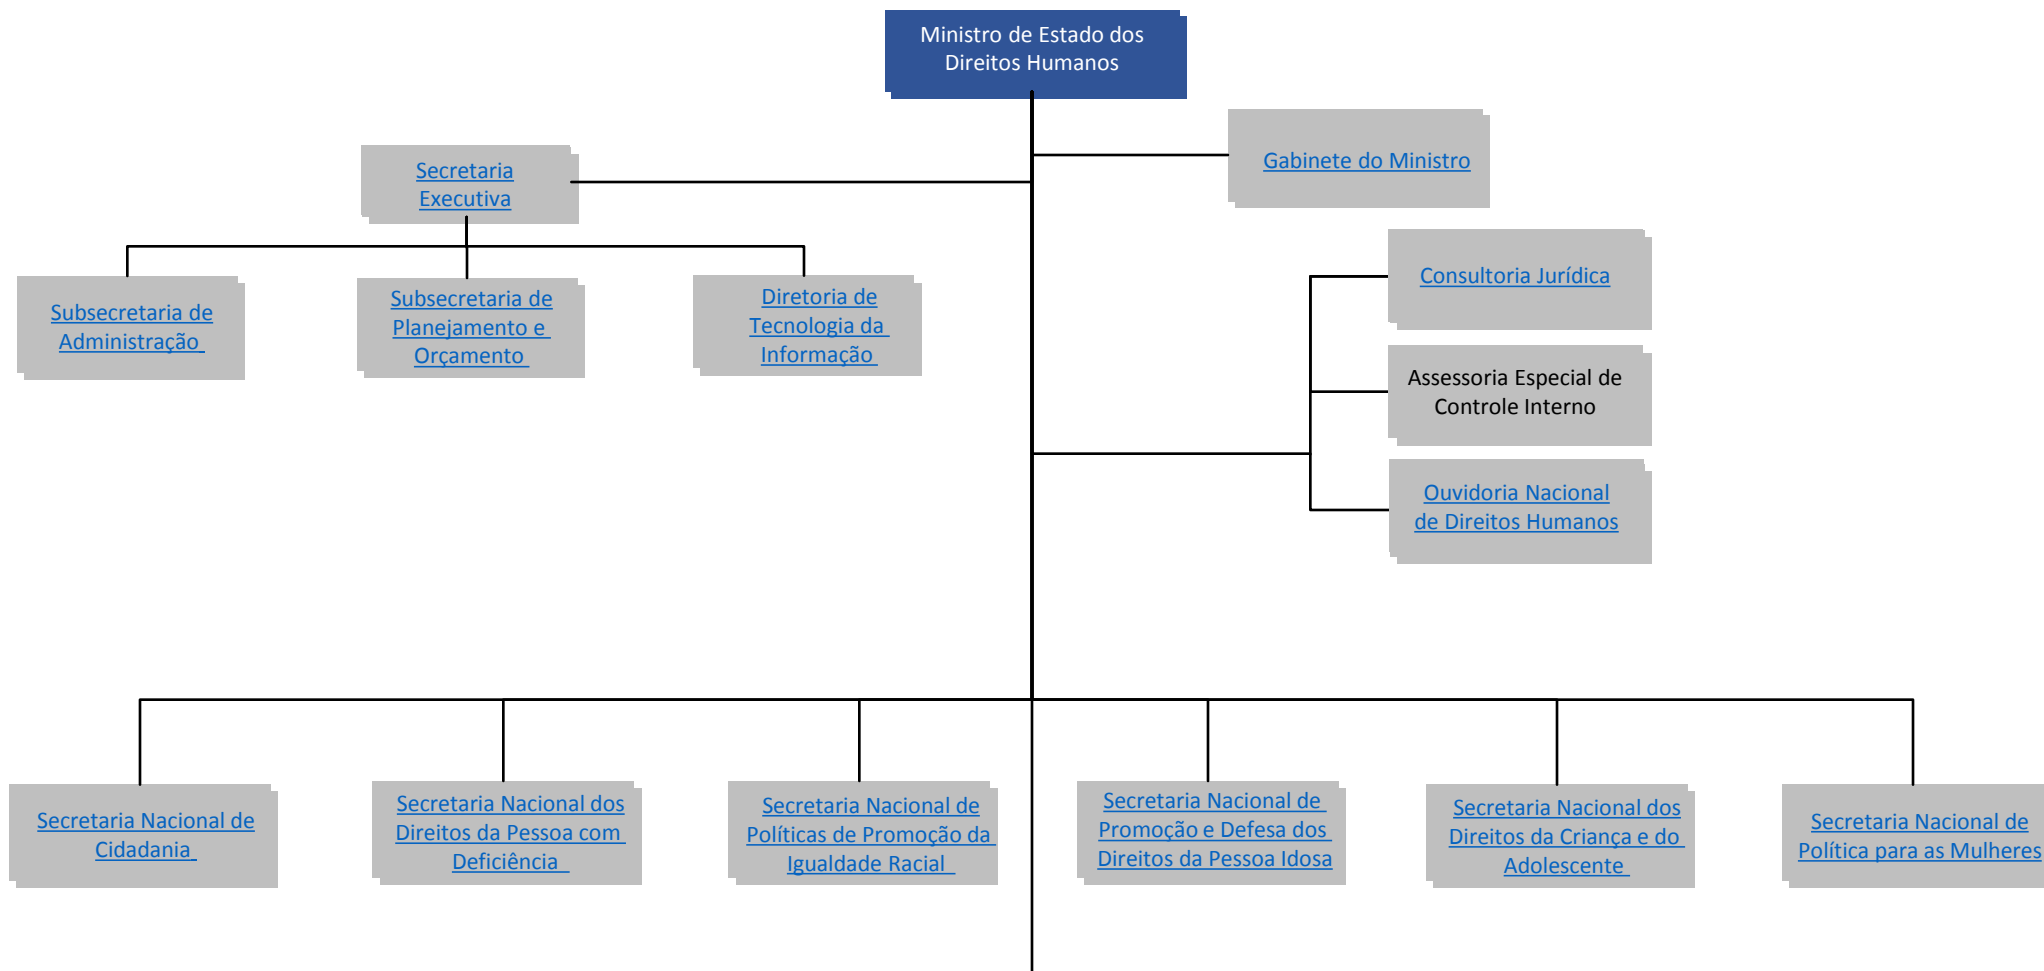 Ministro de Estado dos
Direitos Humanos
Gabinete do Ministro
Secretaria
Executiva
Consultoria Jurídica
Subsecretaria de
Administração
Subsecretaria de
Planejamento e
Orçamento
Diretoria de
Tecnologia da
Informação
Assessoria Especial de
Controle Interno
Ouvidoria Nacional
de Direitos Humanos
Secretaria Nacional de
Cidadania
Secretaria Nacional dos
Direitos da Pessoa com
Deficiência
Secretaria Nacional de
Políticas de Promoção da
Igualdade Racial
Secretaria Nacional de
Promoção e Defesa dos
Direitos da Pessoa Idosa
Secretaria Nacional dos
Direitos da Criança e do
Adolescente
Secretaria Nacional de
Política para as Mulheres